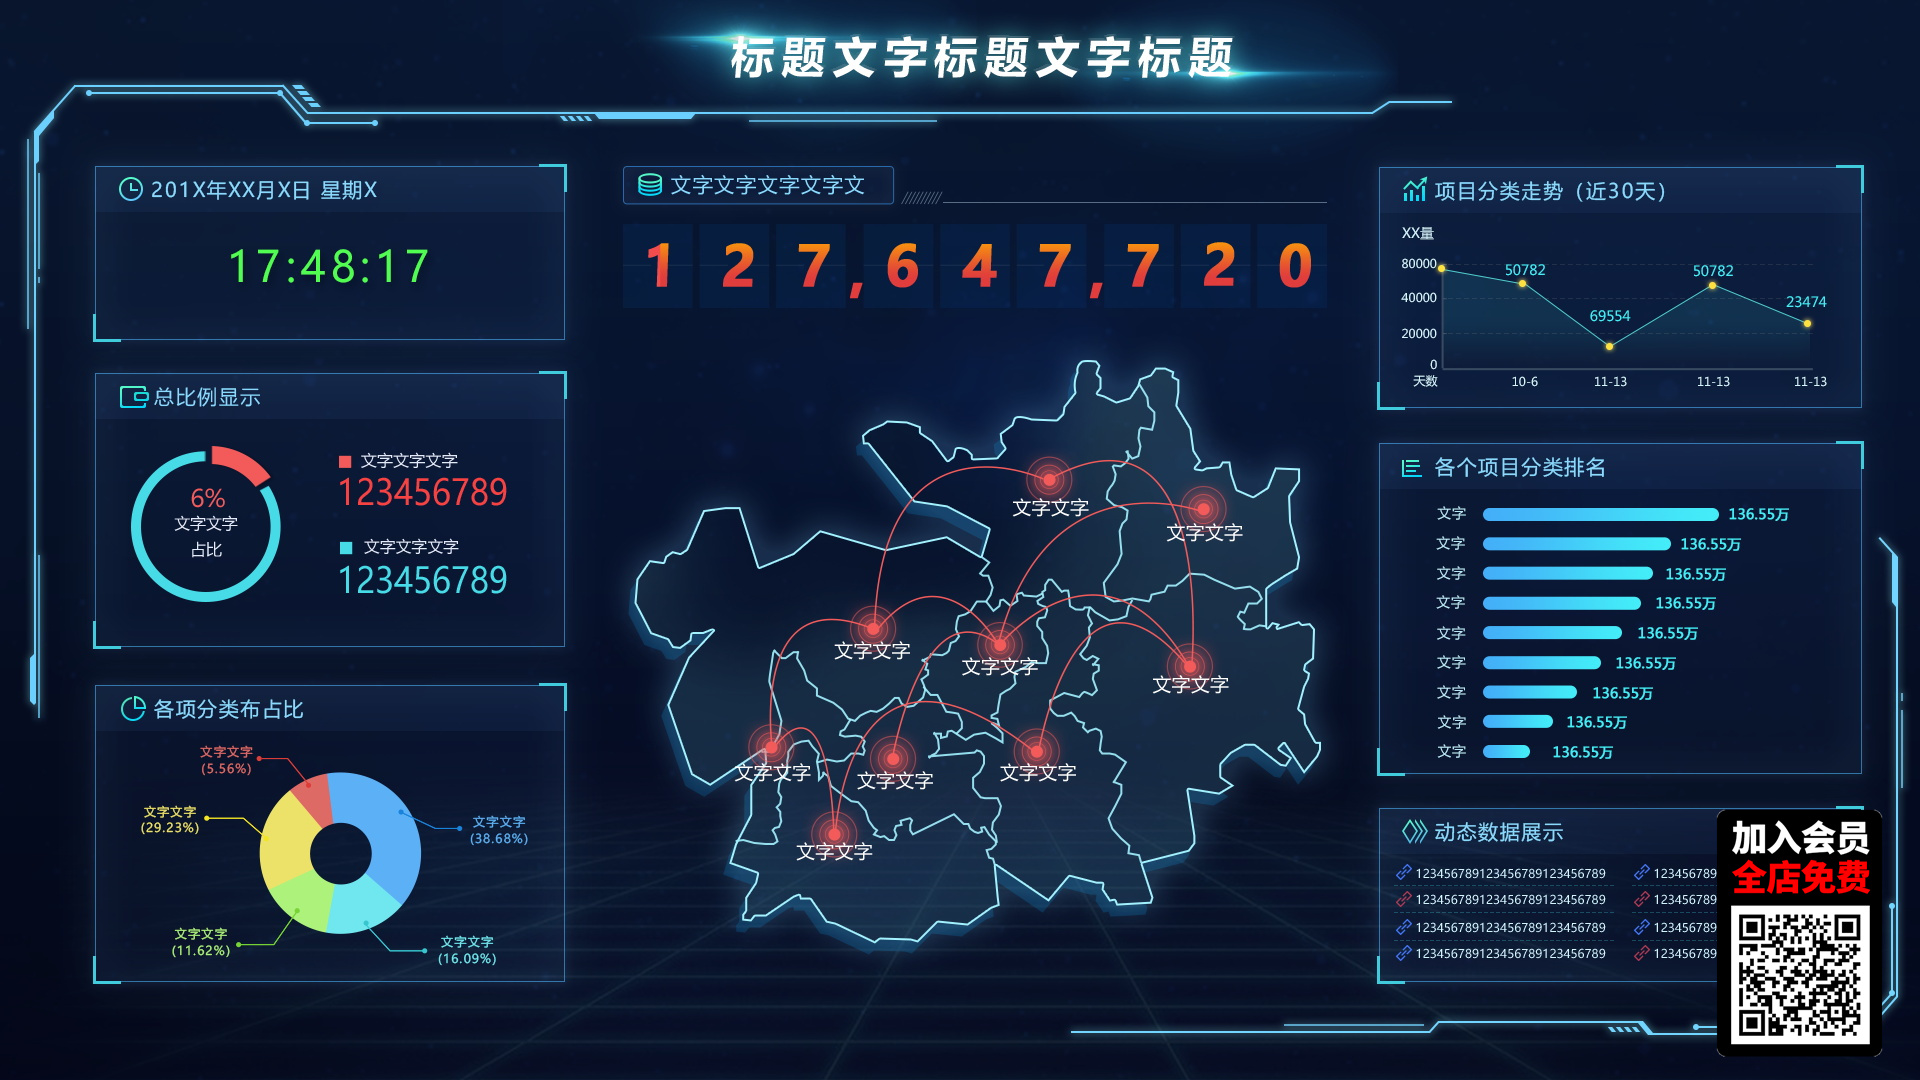 标题文字标题文字标题
201X年XX月X日 星期X
17:48:17
总比例显示
6%
文字文字
占比
文字文字文字
123456789
文字文字文字
123456789
各项分类布占比
文字文字
(5.56%)
文字文字
(29.23%)
文字文字
(38.68%)
文字文字
(11.62%)
文字文字
(16.09%)
文字文字文字文字文
127,647,720
文字文字
文字文字
文字文字
文字文字
文字文字
文字文字
文字文字
文字文字
文字文字
项目分类走势（近30天）
XX量
80000
40000
20000
0
50782
69554
50782
23474
天数
10-6
11-13
11-13
11-13
各个项目分类排名
文字 136.55万
文字 136.55万
文字 136.55万
文字 136.55万
文字 136.55万
文字 136.55万
文字 136.55万
文字 136.55万
文字 136.55万
动态数据展示
123456789123456789123456789 123456789
123456789123456789123456789 123456789
123456789123456789123456789 123456789
123456789123456789123456789 123456789
加入会员
全店免费